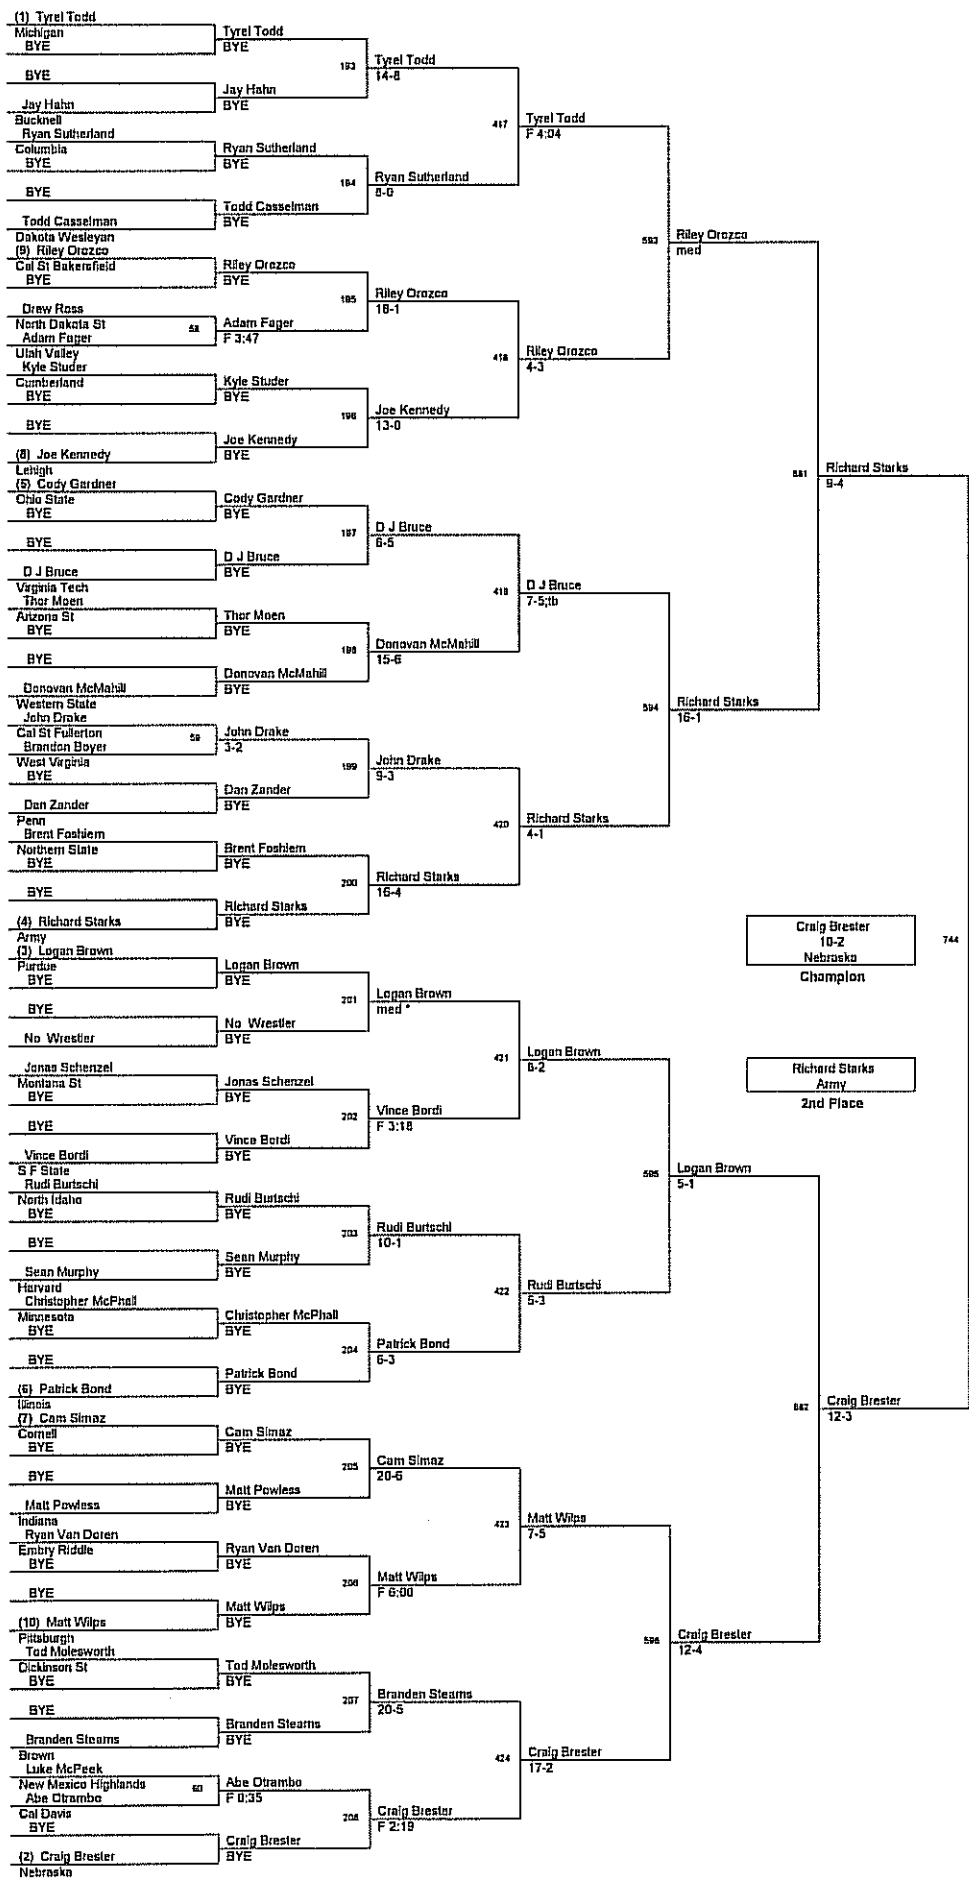 (1) Tyrel Todd
Michigan
BYE
BYE
Jay Hahn
Bucknell
Ryan Sutherland
Columbia
BYE
BYE
Todd Casselman
Dakota Wesleyan
(9) Riley Orozco
Cal St Bakersfield
BYE
Drew Ross
North Dakota St
58
Adam Fager
Utah Valley
Kyle Studer
Cumberland
BYE
BYE
(8) Joe Kennedy
Lehigh
(5) Cody Gardner
Ohio State
BYE
BYE
D J Bruce
Virginia Tech
Thor Moen
Arizona St
BYE
BYE
Donovan McMahill
Western State
John Drake
Cal St Fullerton
59
Brandon Boyer
West Virginia
BYE
Dan Zander
Penn
Brent Foshiem
Northern State
BYE
BYE
(4) Richard Starks
Army
(3) Logan Brown
Purdue
BYE
BYE
No Wrestler
Jonas Schenzel
Montana St
BYE
BYE
Vince Bordi
S F State
Rudi Burtschi
North Idaho
BYE
BYE
Sean Murphy
Harvard
Christopher McPhall
Minnesota
BYE
BYE
(6) Patrick Bond
Illinois
(7) Cam Simaz
Cornell
BYE
BYE
Matt Powless
Indiana
Ryan Van Doren
Embry Riddle
BYE
BYE
(10) Matt Wilps
Pittsburgh
Tod Molesworth
Dickinson St
BYE
BYE
Branden Stearns
Brown
Luke McPeek
New Mexico Highlands
60
Abe Otrambo
Cal Davis
BYE
(2) Craig Brester
Nebraska
Tyrel Todd
BYE
193
Jay Hahn
BYE
Ryan Sutherland
BYE
194
Todd Casselman
BYE
Riley Orozco
BYE
195
Adam Fager
F 3:47
Kyle Studer
BYE
196
Joe Kennedy
BYE
Cody Gardner
BYE
197
D J Bruce
BYE
Thor Moen
BYE
198
Donovan McMahill
BYE
John Drake
3-2
199
Dan Zander
BYE
Brent Foshiem
BYE
200
Richard Starks
BYE
Logan Brown
BYE
201
No Wrestler
BYE
Jonas Schenzel
BYE
202
Vince Bordi
BYE
Rudi Burtschi
BYE
203
Sean Murphy
BYE
Christopher McPhall
BYE
204
Patrick Bond
BYE
Cam Simaz
BYE
205
Matt Powless
BYE
Ryan Van Doren
BYE
206
Matt Wilps
BYE
Tod Molesworth
BYE
207
Branden Stearns
BYE
Abe Otrambo
F 0:35
208
Craig Brester
BYE
Tyrel Todd
14-8
417
Ryan Sutherland
Riley Orozco
18-1
418
Joe Kennedy
13-0
D J Bruce
6-5
419
Donovan McMahill
15-6
John Drake
9-3
420
Richard Starks
16-4
Logan Brown
med *
421
Vince Bordi
F 3:18
Rudi Burtschi
10-1
422
Patrick Bond
6-3
Cam Simaz
20-6
423
Matt Wilps
F 6:00
Branden Stearns
20-5
424
Craig Brester
F 2:19
Tyrel Todd
F 4:04
593
Riley Orozco
4-3
D J Bruce
7-5;tb
594
Richard Starks
4-1
Logan Brown
595
Rudi Burtschi
5-3
Matt Wilps
7-5
596
Craig Brester
17-2
Riley Orozco
med
681
Richard Starks
16-1
Logan Brown
5-1
682
Craig Brester
12-4
Richard Starks
9-4
Craig Brester
10-2
Nebraska
Champion
744
Richard Starks
Army
2nd Place
Craig Brester
12-3